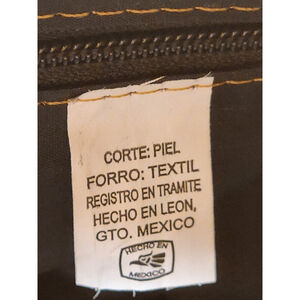 CORTE: PIEL
FORRO: TEXTIL
REGISTRO EN TRAMITE
HECHO EN LEON,
GTO. MEXICO
HECHO EN
MEXICO